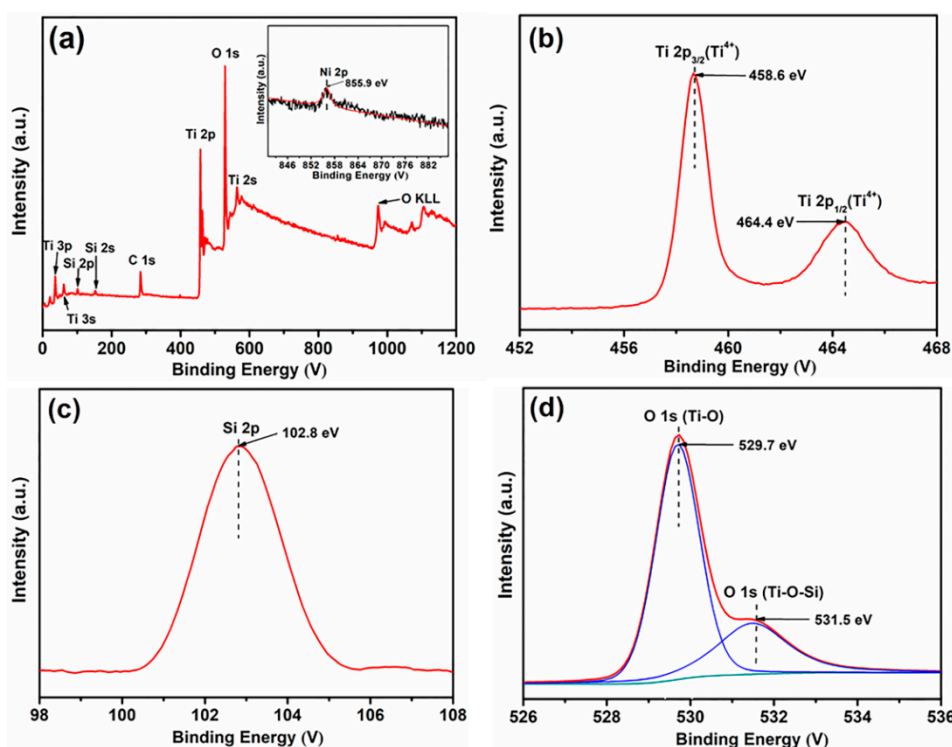 (a)
O 1s
Ti 2p
Ti 2s
Ti 3p
Si 2s
Si 2p
Ti 3s
C 1s
O KLL
Intensity (a.u.)
0 200 400 600 800 1000 1200
Binding Energy (V)
Ni 2p
855.9 eV
Intensity (a.u.)
846 852 858 864 870 876 882
Binding Energy (V)
(b)
Ti 2p3/2(Ti4+)
458.6 eV
Ti 2p1/2(Ti4+)
464.4 eV
Intensity (a.u.)
452 456 460 464 468
Binding Energy (V)
(c)
Si 2p
102.8 eV
Intensity (a.u.)
98 100 102 104 106 108
Binding Energy (V)
(d)
O 1s (Ti-O)
529.7 eV
O 1s (Ti-O-Si)
531.5 eV
Intensity (a.u.)
526 528 530 532 534 536
Binding Energy (V)